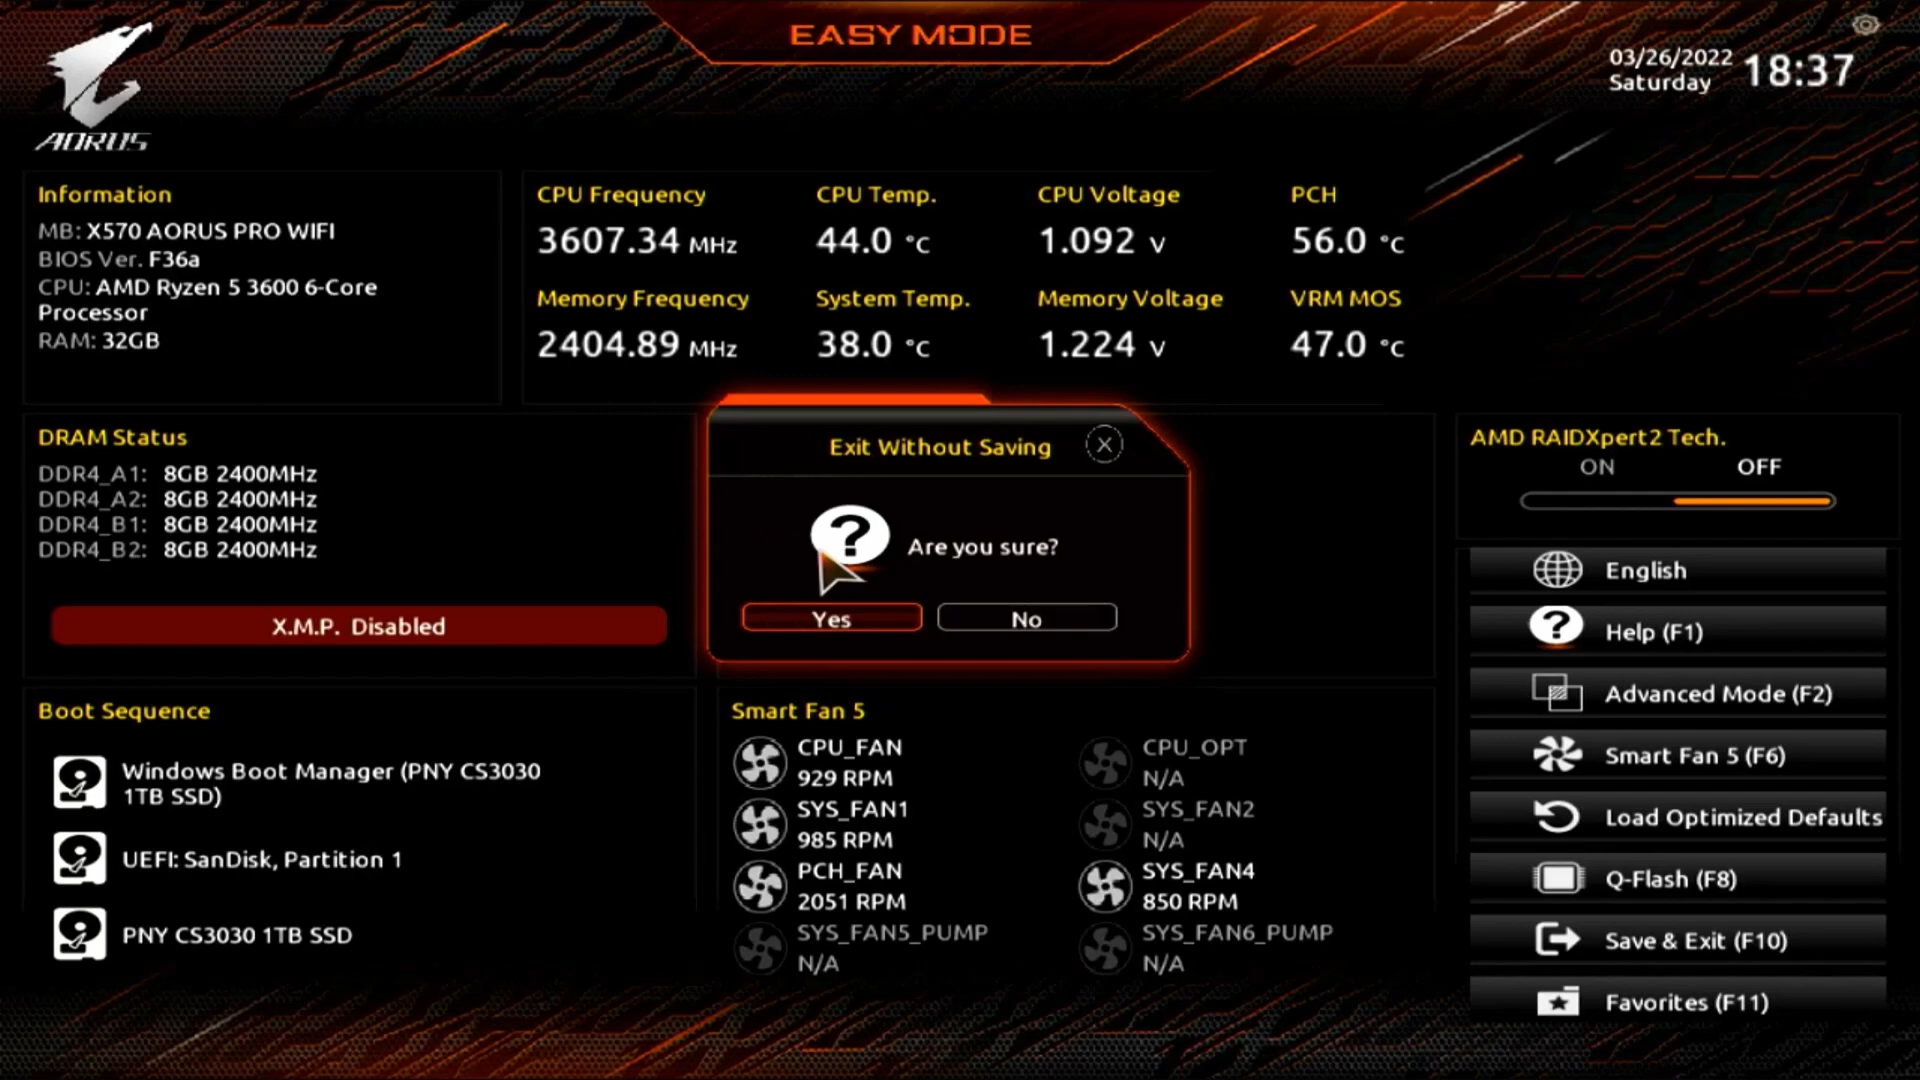 EASY MODE
03/26/2022
Saturday
18:37
AORUS
Information
MB: X570 AORUS PRO WIFI
BIOS Ver. F36a
CPU: AMD Ryzen 5 3600 6-Core
Processor
RAM: 32GB
CPU Frequency
3607.34 MHz
CPU Temp.
44.0 °C
CPU Voltage
1.092 V
PCH
56.0 °C
Memory Frequency
2404.89 MHz
System Temp.
38.0 °C
Memory Voltage
1.224 V
VRM MOS
47.0 °C
DRAM Status
DDR4_A1: 8GB 2400MHz
DDR4_A2: 8GB 2400MHz
DDR4_B1: 8GB 2400MHz
DDR4_B2: 8GB 2400MHz
X.M.P. Disabled
Exit Without Saving
Are you sure?
Yes
No
AMD RAIDXpert2 Tech.
ON OFF
Boot Sequence
Windows Boot Manager (PNY CS3030
1TB SSD)
UEFI: SanDisk, Partition 1
PNY CS3030 1TB SSD
Smart Fan 5
CPU_FAN
929 RPM
CPU_OPT
N/A
SYS_FAN1
985 RPM
SYS_FAN2
N/A
PCH_FAN
2051 RPM
SYS_FAN4
850 RPM
SYS_FAN5_PUMP
N/A
SYS_FAN6_PUMP
N/A
English
Help (F1)
Advanced Mode (F2)
Smart Fan 5 (F6)
Load Optimized Defaults
Q-Flash (F8)
Save & Exit (F10)
Favorites (F11)